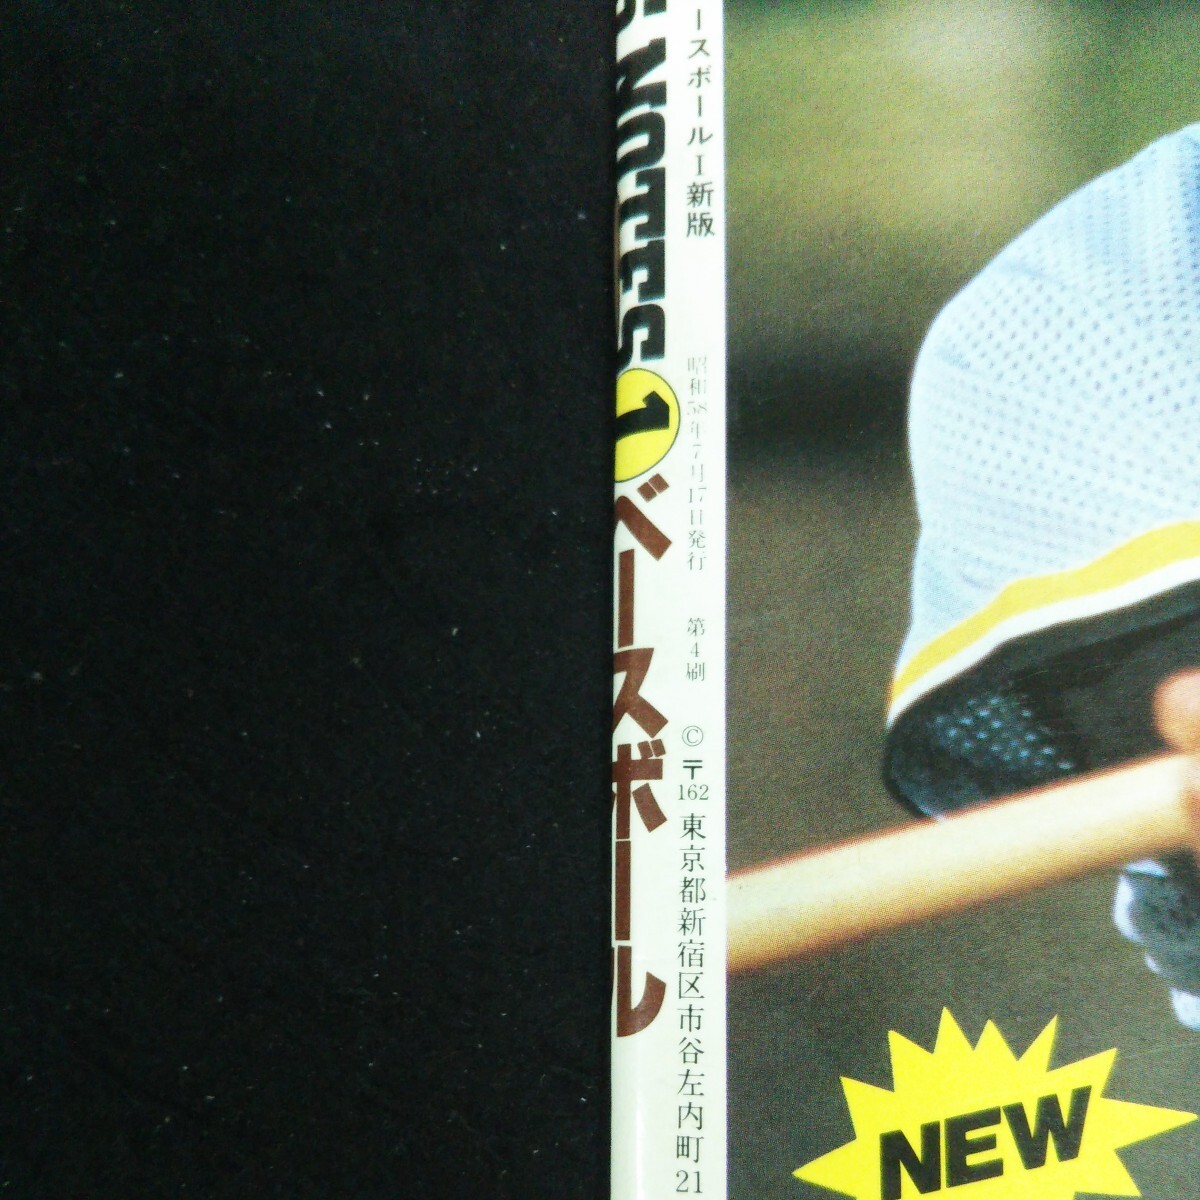 S NOTES 1 ベースボール
ースボールI新版 昭和58年7月17日発行 第4刷 © 〒162 東京都新宿区市谷左内町21
NEW